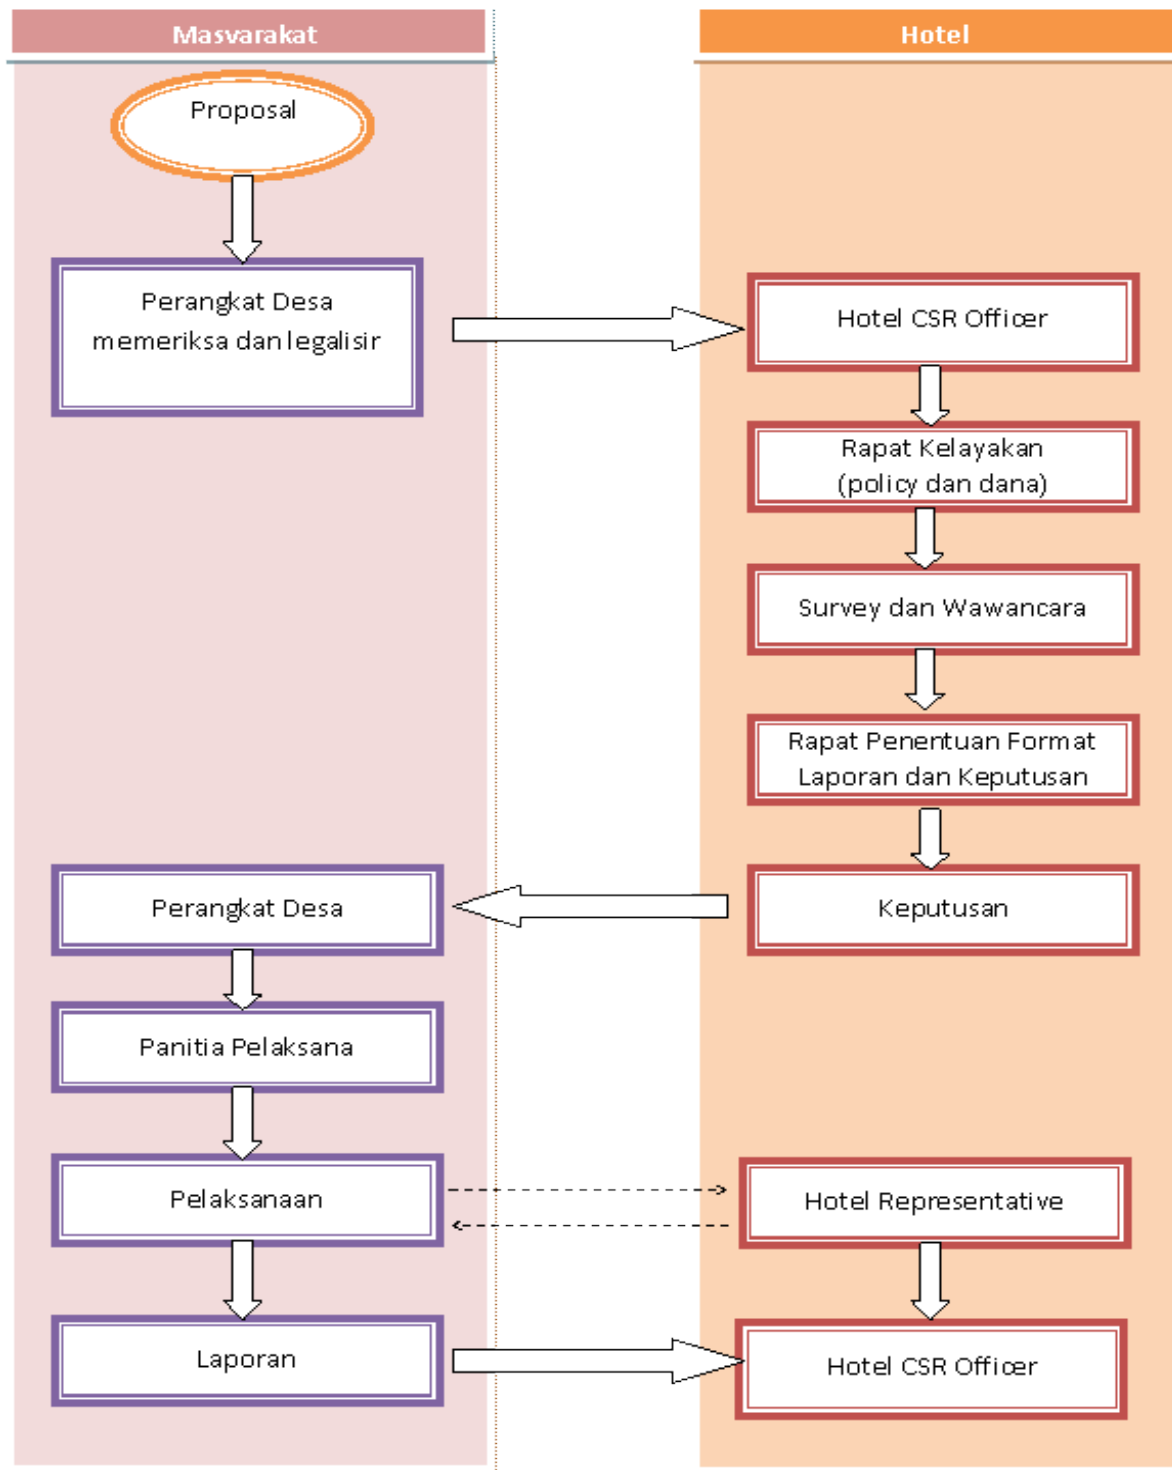 Masvarakat
Hotel
Proposal
Perangkat Desa
memeriksa dan legalisir
Hotel CSR Officer
Rapat Kelayakan
(policy dan dana)
Survey dan Wawancara
Rapat Penentuan Format
Laporan dan Keputusan
Keputusan
Perangkat Desa
Panitia Pelaksana
Pelaksanaan
Hotel Representative
Laporan
Hotel CSR Officer